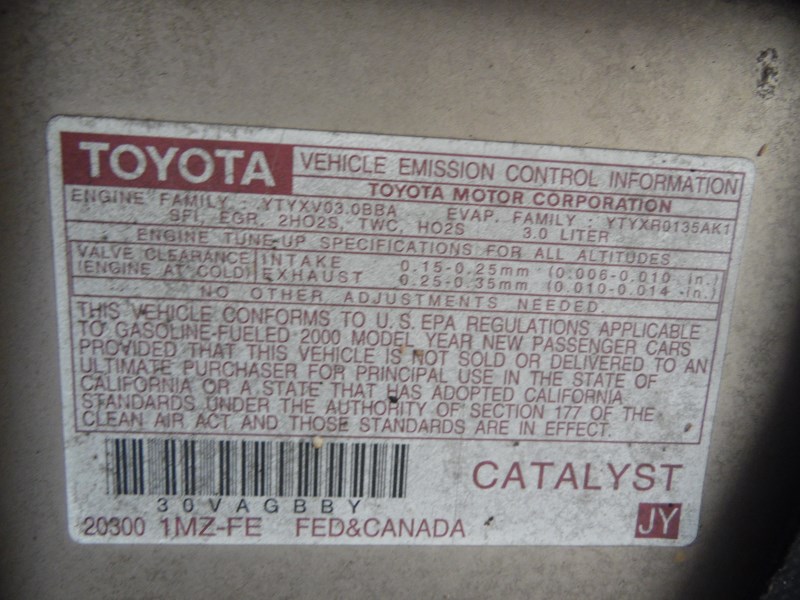 TOYOTA VEHICLE EMISSION CONTROL INFORMATION
TOYOTA MOTOR CORPORATION
ENGINE FAMILY : YTYXV03.0BBA EVAP. FAMILY : YTYXR0135AK1
SFI, EGR, 2HO2S, TWC, HO2S 3.0 LITER
ENGINE TUNE-UP SPECIFICATIONS FOR ALL ALTITUDES
VALVE CLEARANCE INTAKE 0.15-0.25mm (0.006-0.010 in.)
(ENGINE AT COLD) EXHAUST 0.25-0.35mm (0.010-0.014 in.)
NO OTHER ADJUSTMENTS NEEDED.
THIS VEHICLE CONFORMS TO U.S. EPA REGULATIONS APPLICABLE
TO GASOLINE-FUELED 2000 MODEL YEAR NEW PASSENGER CARS
PROVIDED THAT THIS VEHICLE IS NOT SOLD OR DELIVERED TO AN
ULTIMATE PURCHASER FOR PRINCIPAL USE IN THE STATE OF
CALIFORNIA OR A STATE THAT HAS ADOPTED CALIFORNIA
STANDARDS UNDER THE AUTHORITY OF SECTION 177 OF THE
CLEAN AIR ACT AND THOSE STANDARDS ARE IN EFFECT.
CATALYST
30VAGBBY
20300 1MZ-FE FED&CANADA JY